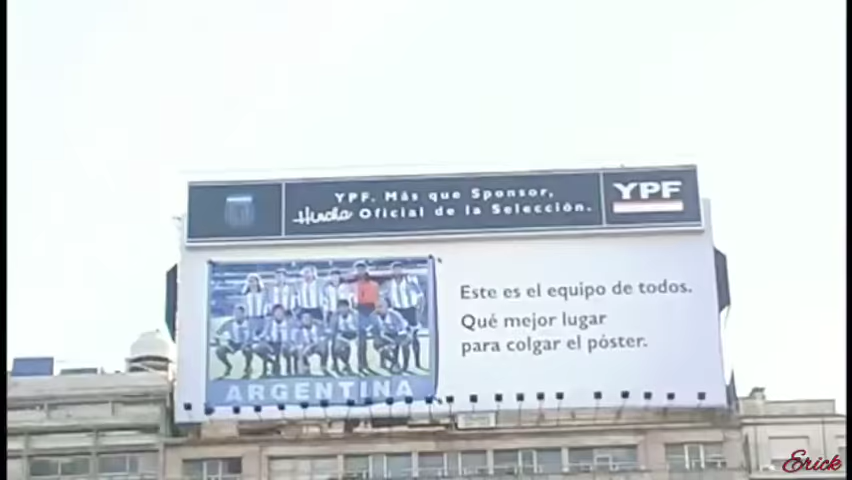 YPF. Más que Sponsor,
Hincha Oficial de la Selección.
YPF
Este es el equipo de todos.
Qué mejor lugar
para colgar el póster.
ARGENTINA
Erick